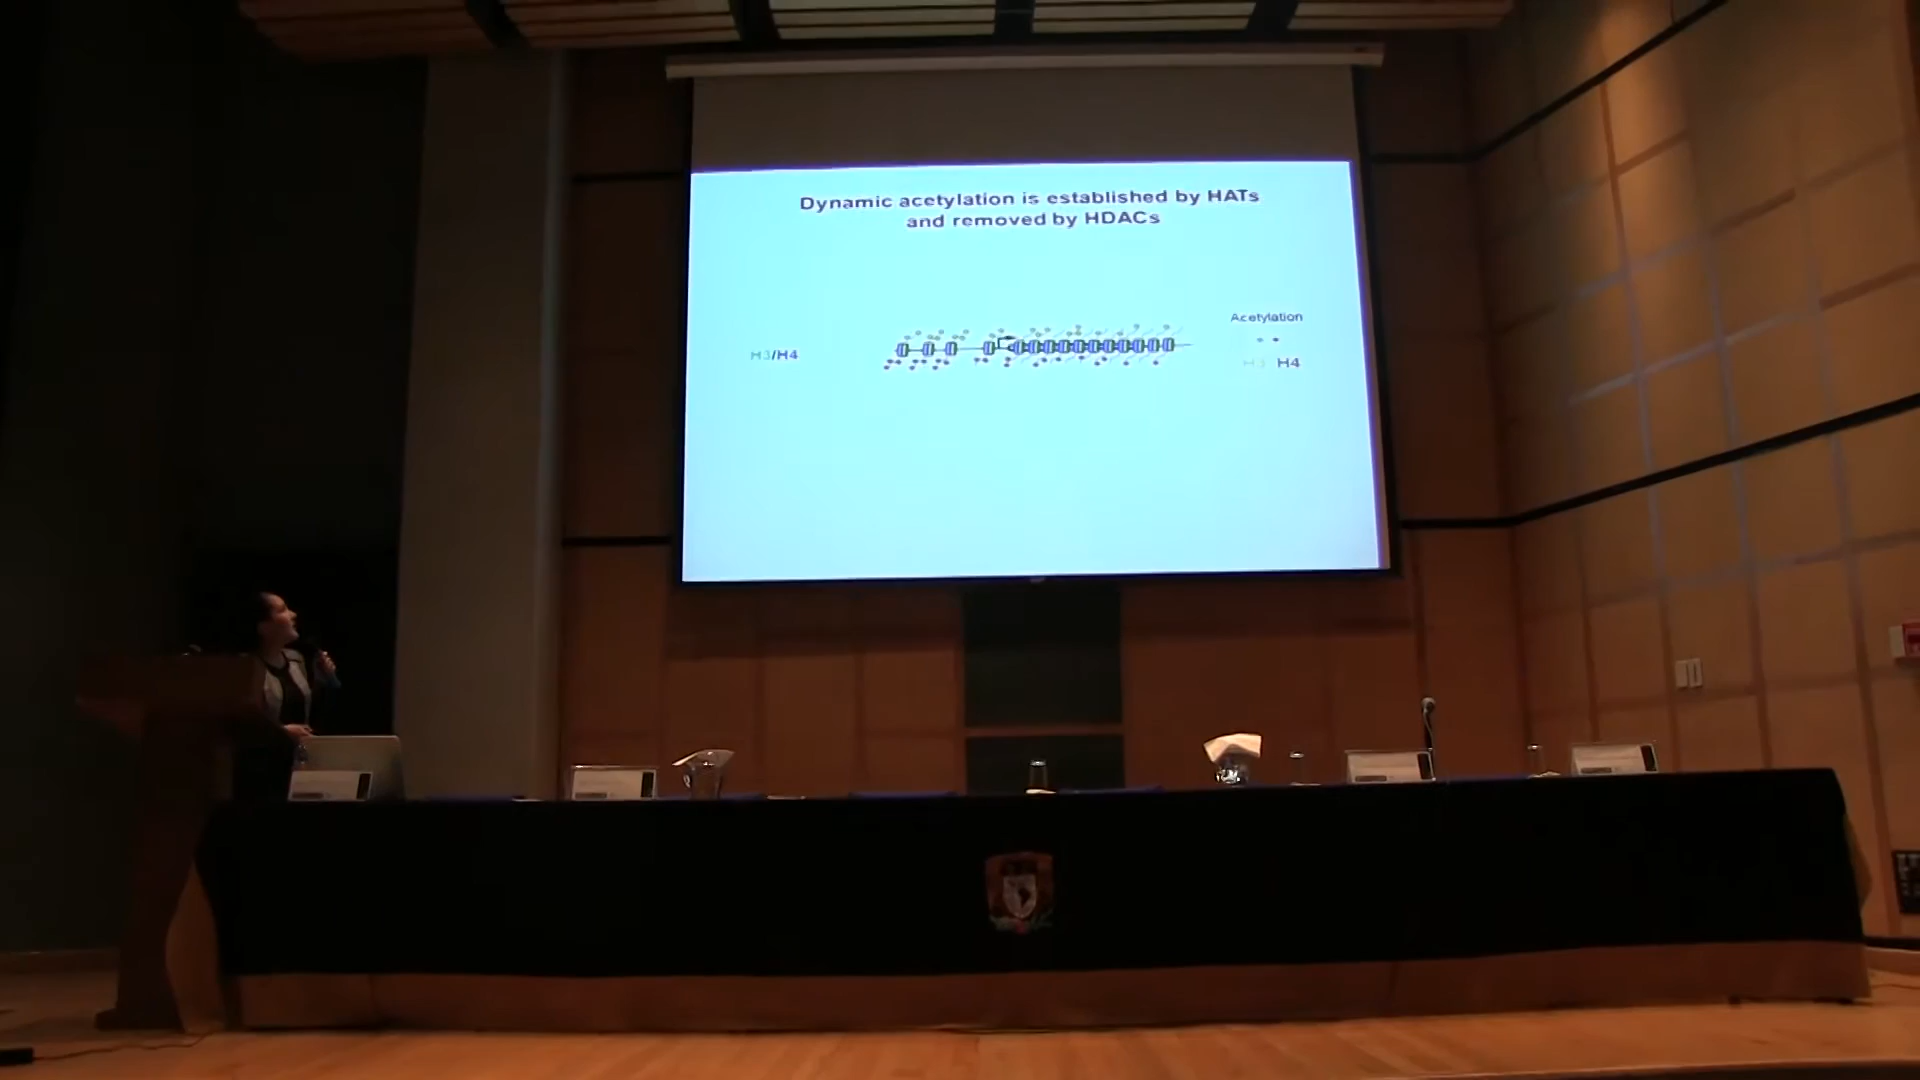 Dynamic acetylation is established by HATs
and removed by HDACs
Acetylation
H3/H4
H3 H4